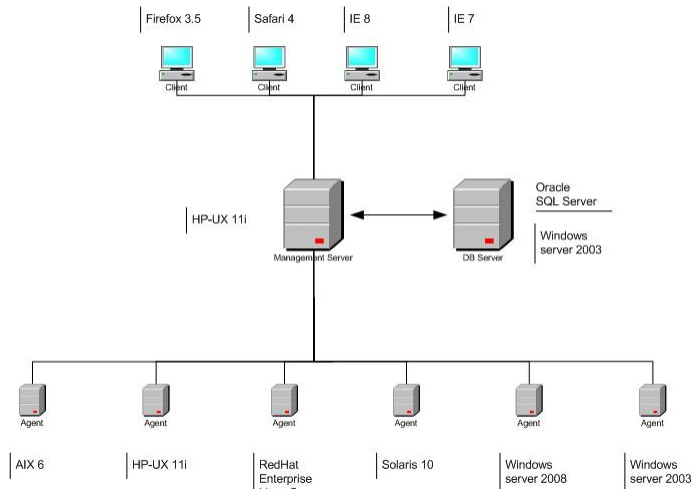 Firefox 3.5
Safari 4
IE 8
IE 7
Client
Client
Client
Client
HP-UX 11i
Management Server
DB Server
Oracle
SQL Server
Windows
server 2003
Agent
Agent
Agent
Agent
Agent
Agent
AIX 6
HP-UX 11i
RedHat
Enterprise
Solaris 10
Windows
server 2008
Windows
server 2003